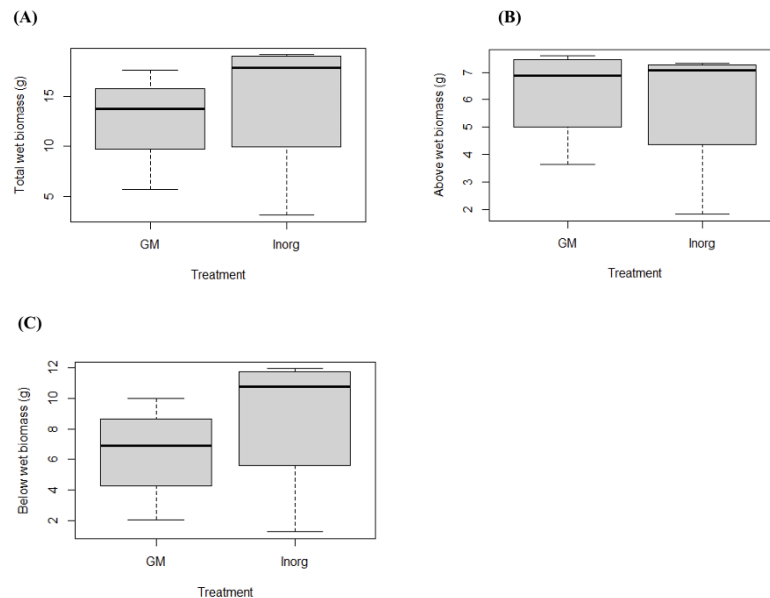 (A)
Total wet biomass (g)
5 10 15
GM Inorg
Treatment
(B)
Above wet biomass (g)
2 3 4 5 6 7
GM Inorg
Treatment
(C)
Below wet biomass (g)
2 4 6 8 10 12
GM Inorg
Treatment